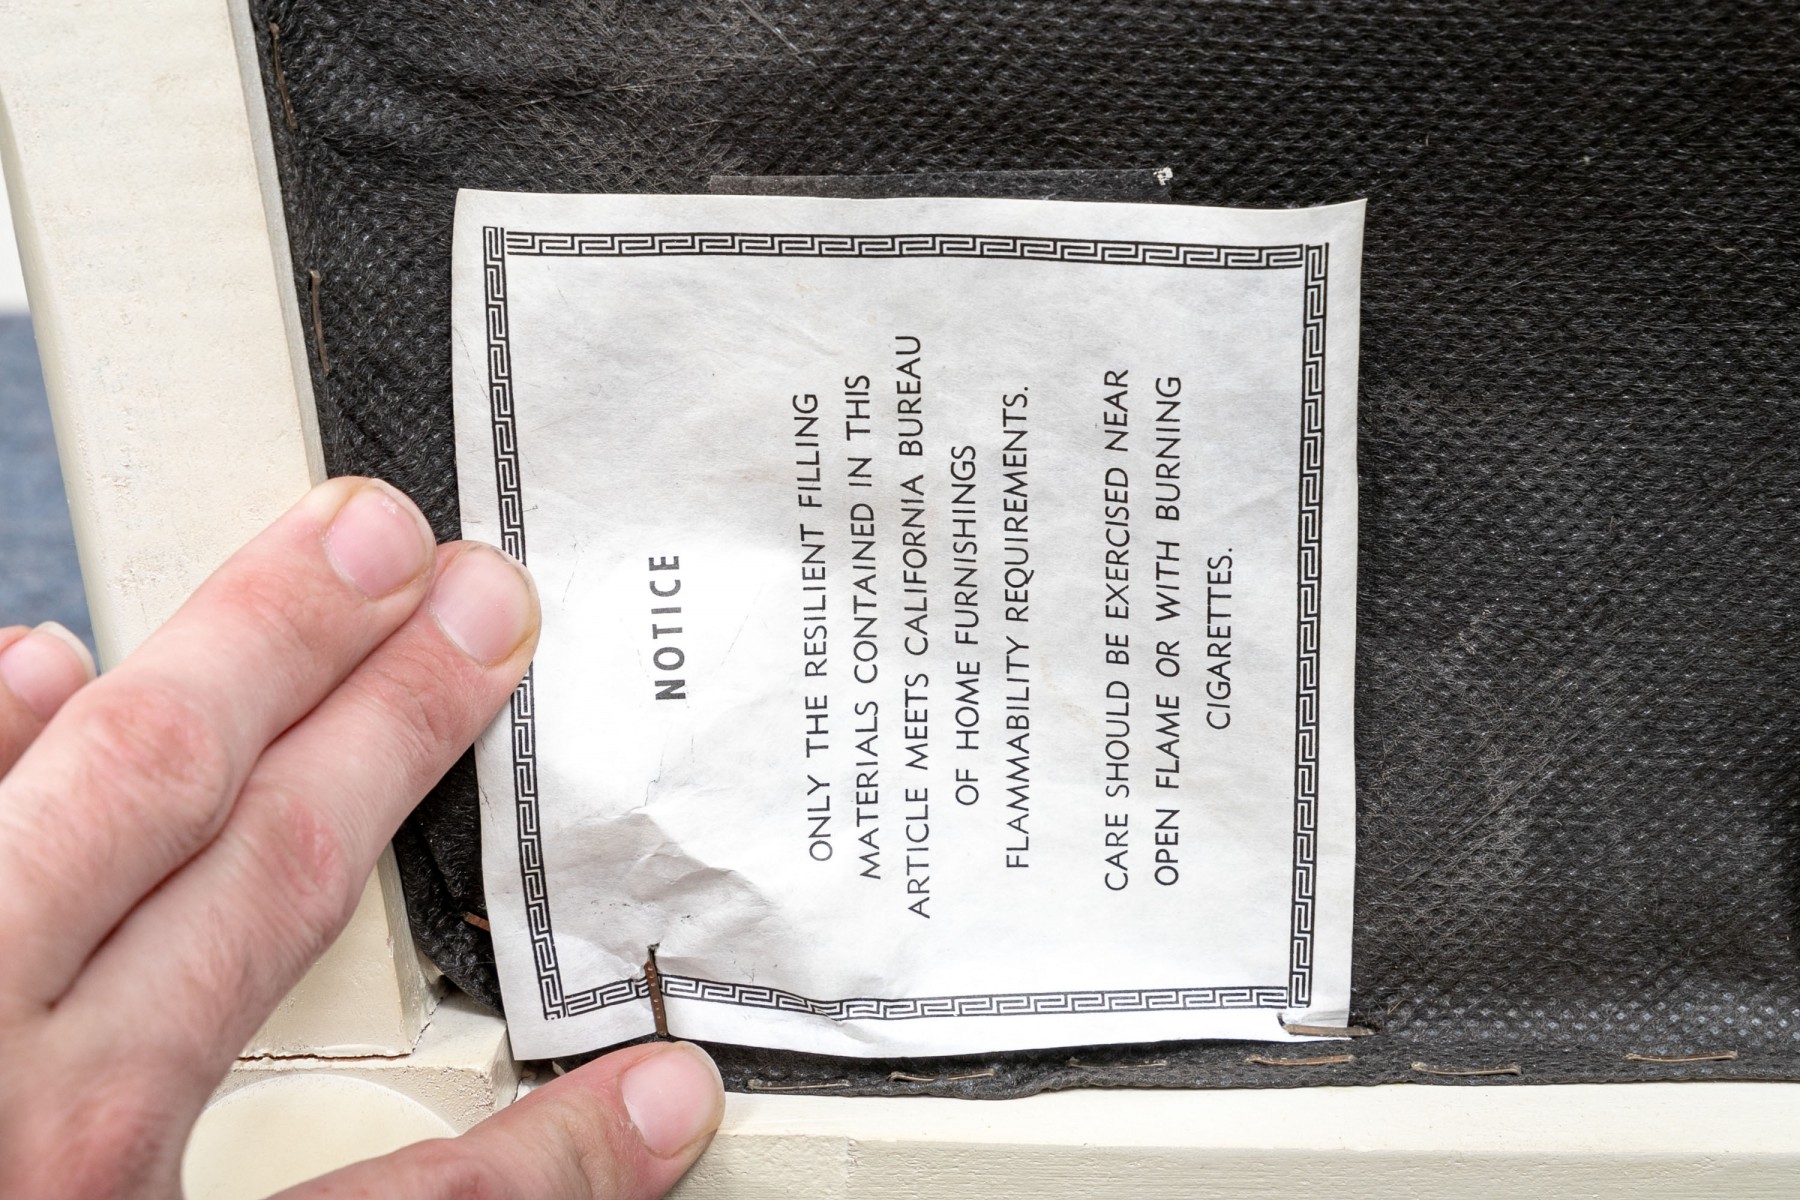 NOTICE
ONLY THE RESILIENT FILLING
MATERIALS CONTAINED IN THIS
ARTICLE MEETS CALIFORNIA BUREAU
OF HOME FURNISHINGS
FLAMMABILITY REQUIREMENTS.
CARE SHOULD BE EXERCISED NEAR
OPEN FLAME OR WITH BURNING
CIGARETTES.